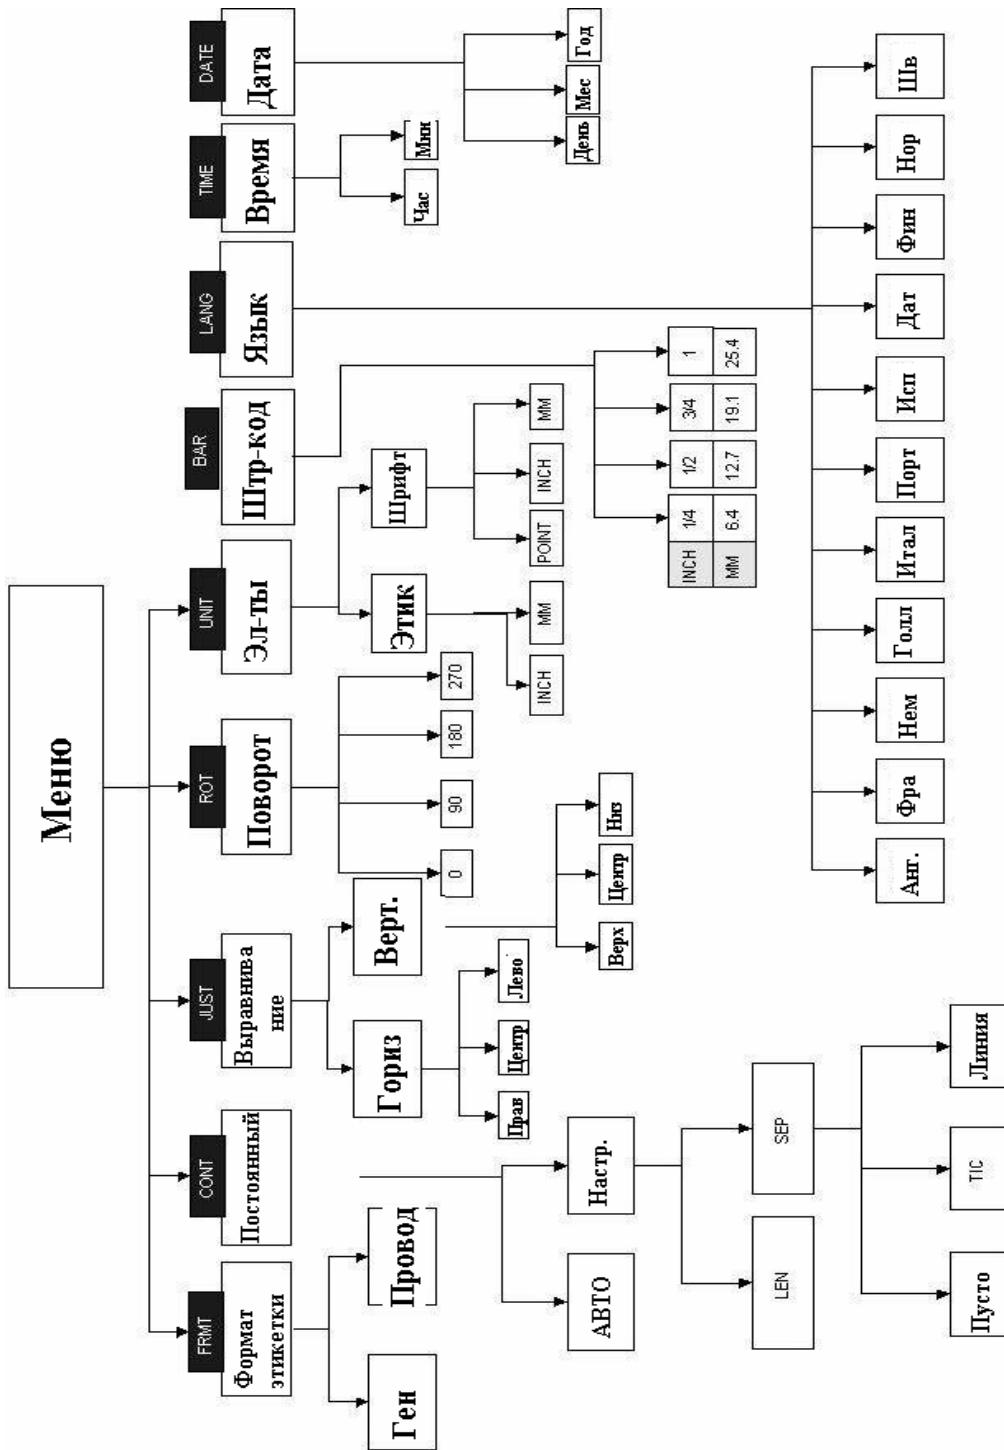 Меню
FRMT
Формат
этикетки
CONT
Постоянный
JUST
Выравнива
ние
ROT
Поворот
UNIT
Эл-ты
BAR
Штр-код
LANG
Язык
TIME
Время
DATE
Дата
Ген
Провод
Гориз
Верт.
Этик
Шрифт
Час
Мин
0
90
180
270
Прав
Центр
Лево
INCH
MM
POINT
INCH
MM
День
Мес
Год
АВТО
Настр.
Верх
Центр
Низ
INCH 1/4 1/2 3/4 1
MM 6.4 12.7 19.1 25.4
LEN
SEP
Анг.
Фра
Нем
Голл
Итал
Порт
Исп
Дат
Фин
Нор
Шв
Пусто
TIC
Линия